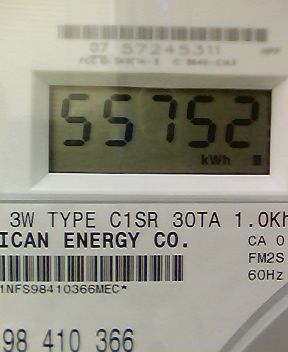 07 57245311
55752
kWh
3W TYPE C1SR 30TA 1.0Kh
ICAN ENERGY CO.
CA 0
FM2S
60Hz
1NFS98410366MEC*
98 410 366